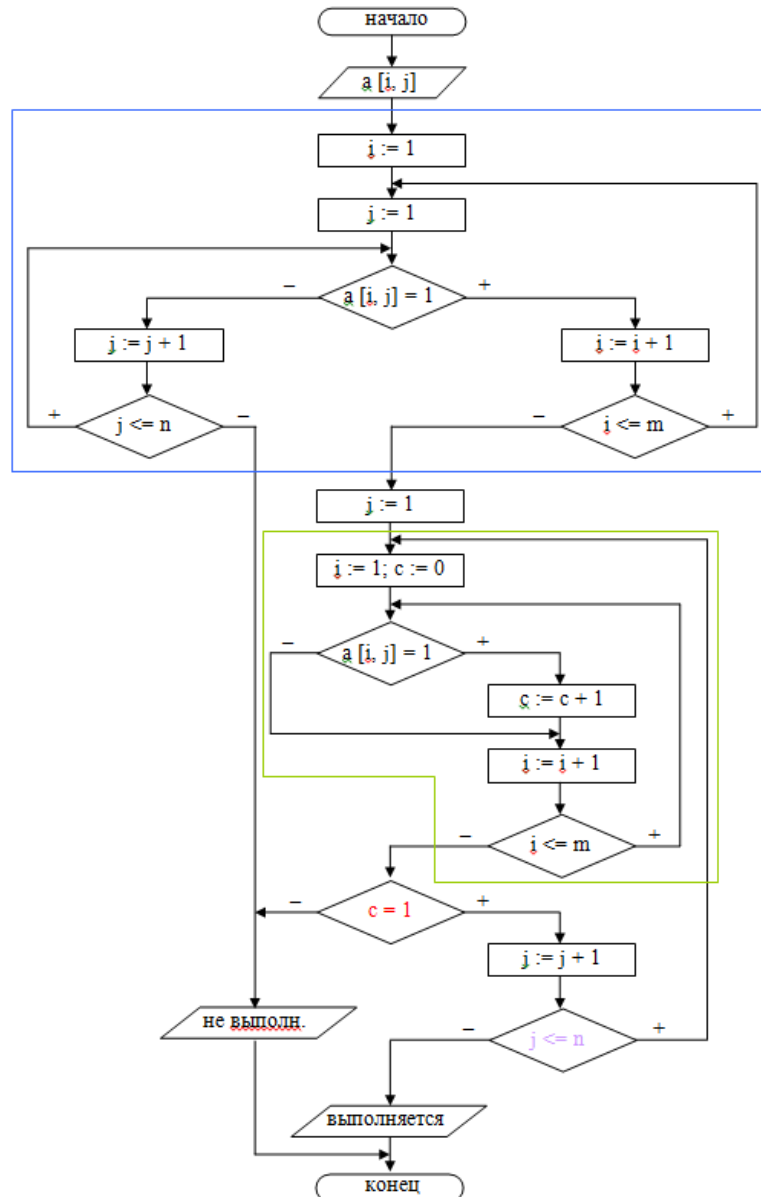 начало
a [i, j]
i := 1
j := 1
– a [i, j] = 1 +
j := j + 1
i := i + 1
+ j <= n –
– i <= m +
j := 1
i := 1; c := 0
– a [i, j] = 1 +
c := c + 1
i := i + 1
– i <= m +
– c = 1 +
j := j + 1
не выполн.
– j <= n +
выполняется
конец